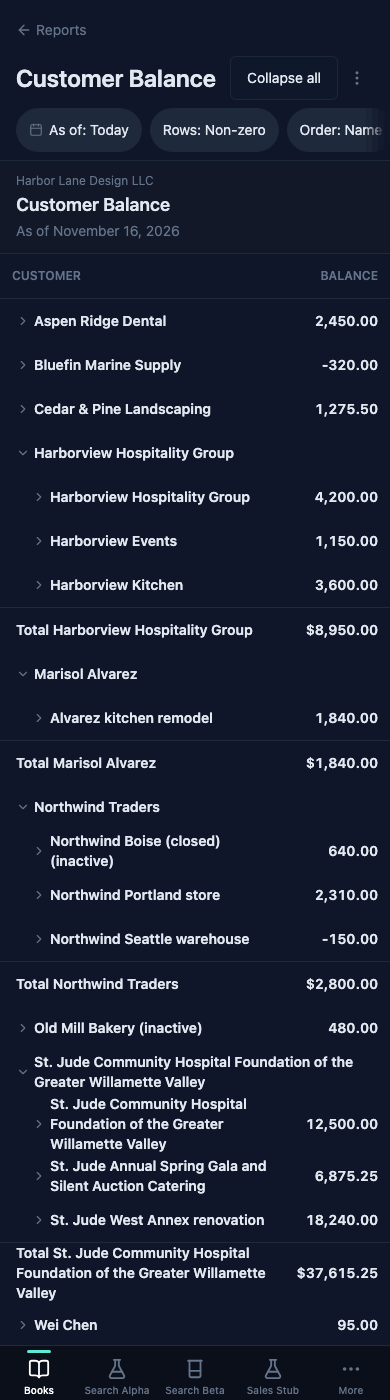 Reports
Customer Balance
Collapse all
As of: Today
Rows: Non-zero
Order: Name
Harbor Lane Design LLC
Customer Balance
As of November 16, 2026
CUSTOMER BALANCE
Aspen Ridge Dental 2,450.00
Bluefin Marine Supply -320.00
Cedar & Pine Landscaping 1,275.50
Harborview Hospitality Group
Harborview Hospitality Group 4,200.00
Harborview Events 1,150.00
Harborview Kitchen 3,600.00
Total Harborview Hospitality Group $8,950.00
Marisol Alvarez
Alvarez kitchen remodel 1,840.00
Total Marisol Alvarez $1,840.00
Northwind Traders
Northwind Boise (closed)
(inactive) 640.00
Northwind Portland store 2,310.00
Northwind Seattle warehouse -150.00
Total Northwind Traders $2,800.00
Old Mill Bakery (inactive) 480.00
St. Jude Community Hospital Foundation of the
Greater Willamette Valley
St. Jude Community Hospital
Foundation of the Greater 12,500.00
Willamette Valley
St. Jude Annual Spring Gala and
Silent Auction Catering 6,875.25
St. Jude West Annex renovation 18,240.00
Total St. Jude Community Hospital
Foundation of the Greater Willamette $37,615.25
Valley
Wei Chen 95.00
Books
Search Alpha
Search Beta
Sales Stub
More